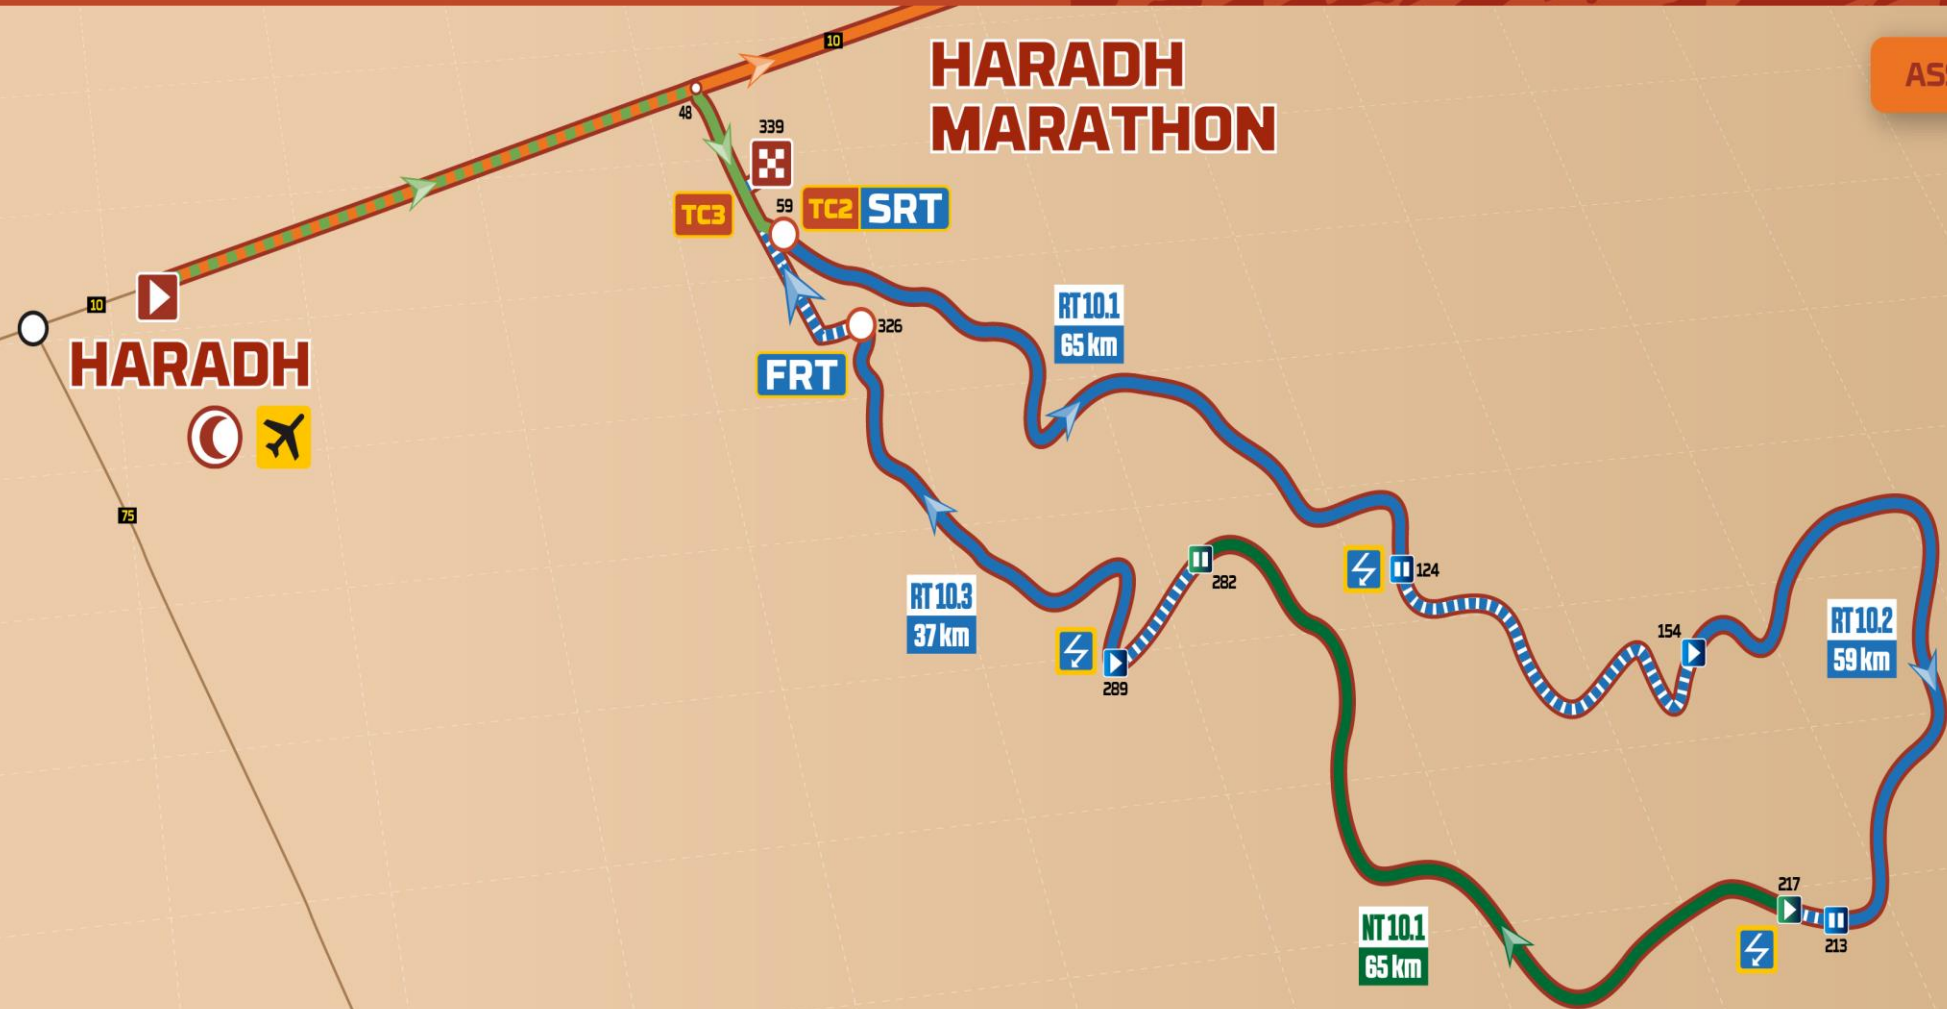 10
HARADH
MARATHON
ASS
48
339
TC3
59
TC2 SRT
10
HARADH
75
326
FRT
RT 10.1
65 km
RT 10.3
37 km
282
289
124
154
RT 10.2
59 km
217
213
NT 10.1
65 km